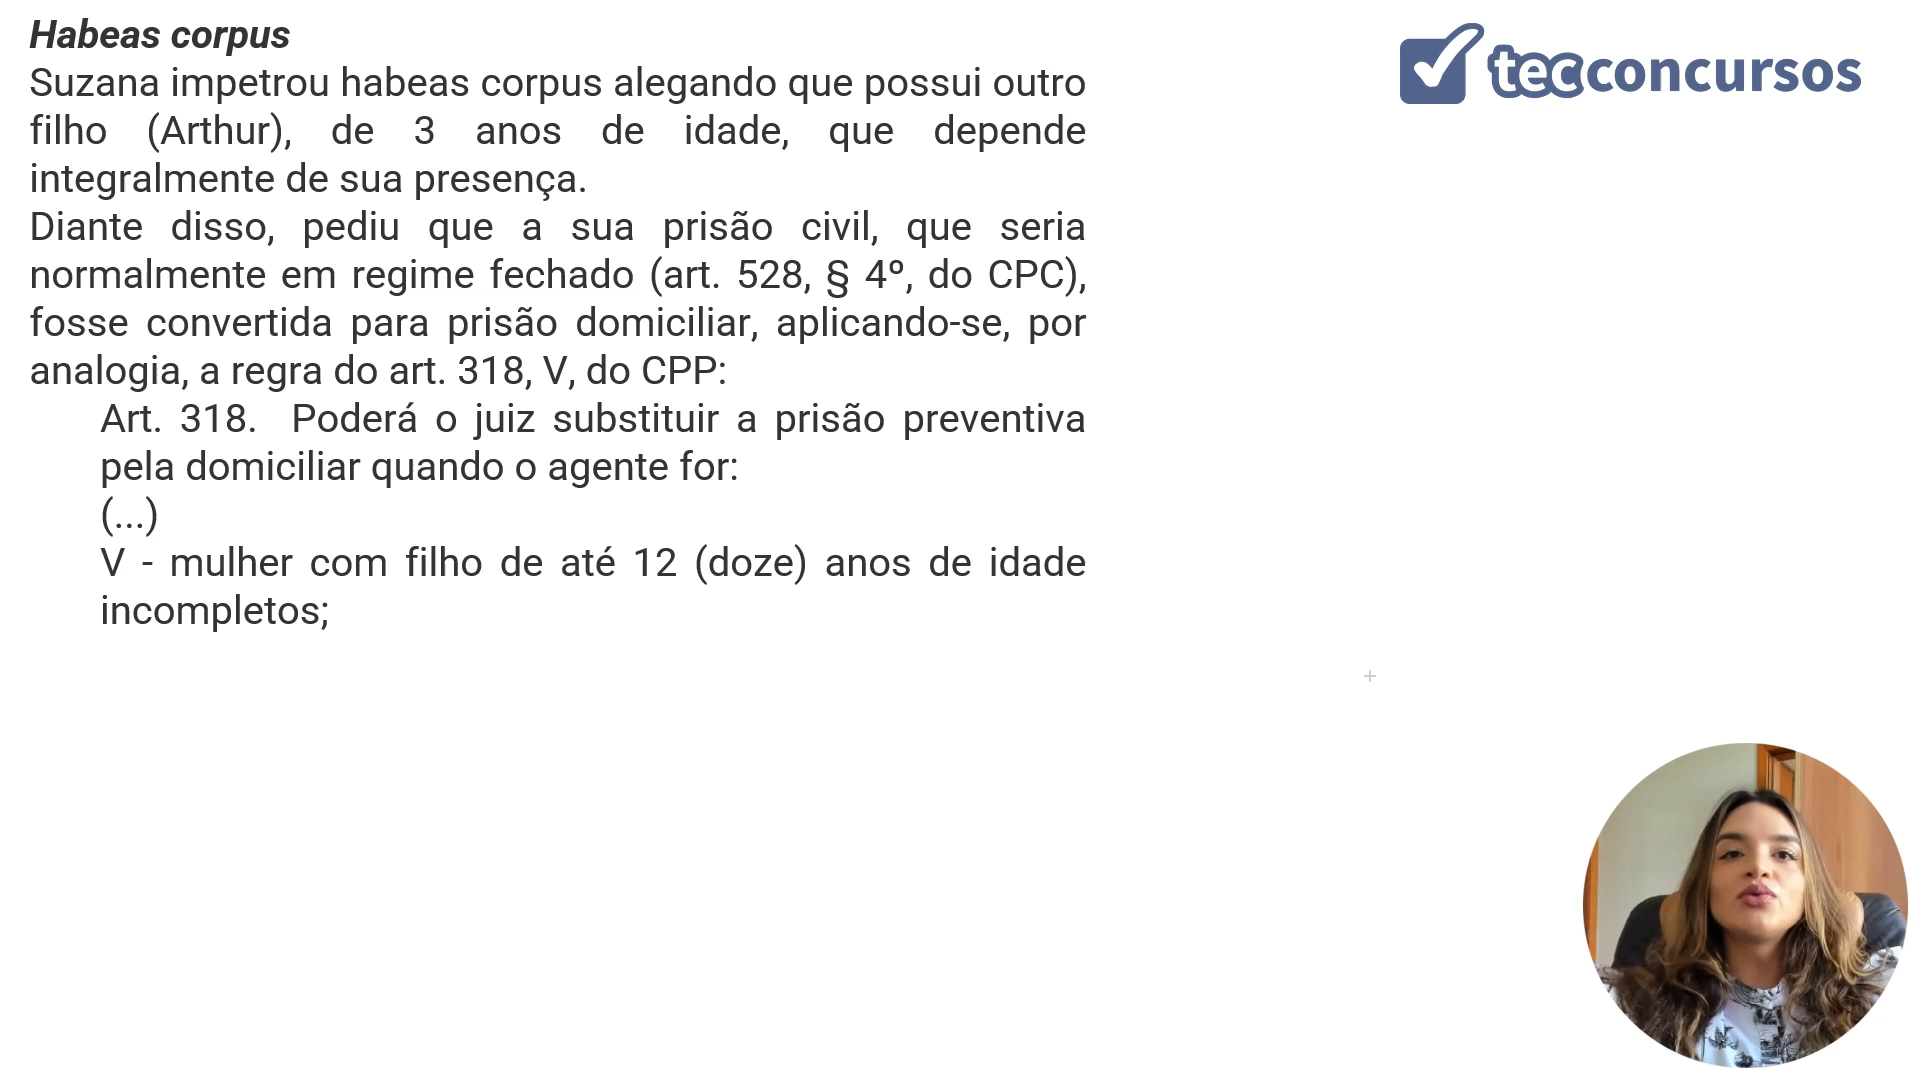 Habeas corpus
Suzana impetrou habeas corpus alegando que possui outro
filho (Arthur), de 3 anos de idade, que depende
integralmente de sua presença.
Diante disso, pediu que a sua prisão civil, que seria
normalmente em regime fechado (art. 528, § 4º, do CPC),
fosse convertida para prisão domiciliar, aplicando-se, por
analogia, a regra do art. 318, V, do CPP:
Art. 318. Poderá o juiz substituir a prisão preventiva
pela domiciliar quando o agente for:
(...)
V - mulher com filho de até 12 (doze) anos de idade
incompletos;
tecconcursos